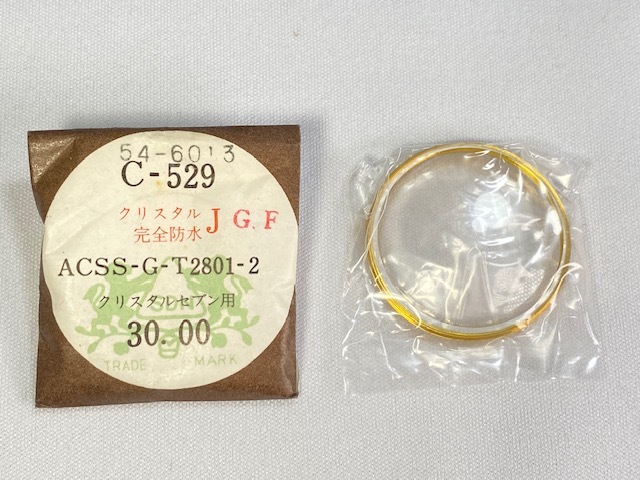 54-6013
C-529
クリスタル
完全防水
J G.F
ACSS-G-T2801-2
クリスタルセブン用
30.00
TRADE MARK